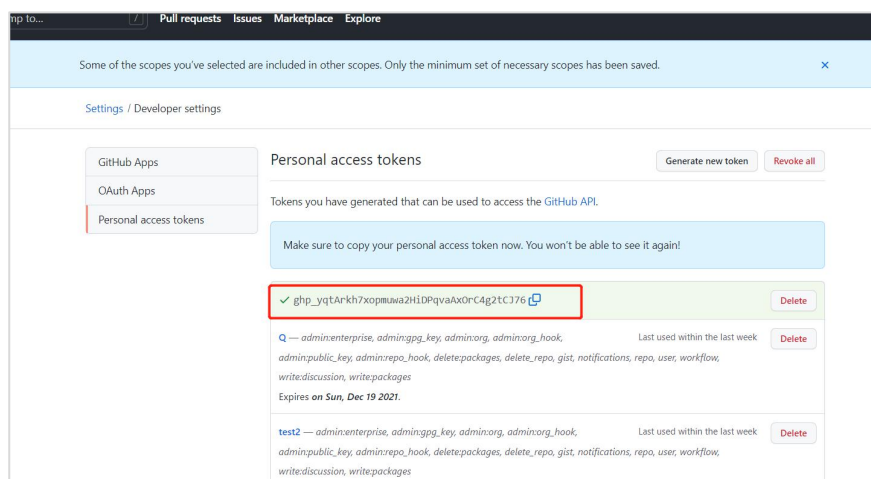 mp to...
/
Pull requests Issues Marketplace Explore
Some of the scopes you've selected are included in other scopes. Only the minimum set of necessary scopes has been saved.
Settings / Developer settings
GitHub Apps
OAuth Apps
Personal access tokens
Personal access tokens
Generate new token
Revoke all
Tokens you have generated that can be used to access the GitHub API.
Make sure to copy your personal access token now. You won't be able to see it again!
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
Delete
Q — admin:enterprise, admin:gpg_key, admin:org, admin:org_hook,
Last used within the last week
Delete
admin:public_key, admin:repo_hook, delete:packages, delete_repo, gist, notifications, repo, user, workflow,
write:discussion, write:packages
Expires on Sun, Dec 19 2021.
test2 — admin:enterprise, admin:gpg_key, admin:org, admin:org_hook,
Last used within the last week
Delete
admin:public_key, admin:repo_hook, delete:packages, delete_repo, gist, notifications, repo, user, workflow,
write:discussion, write:packages